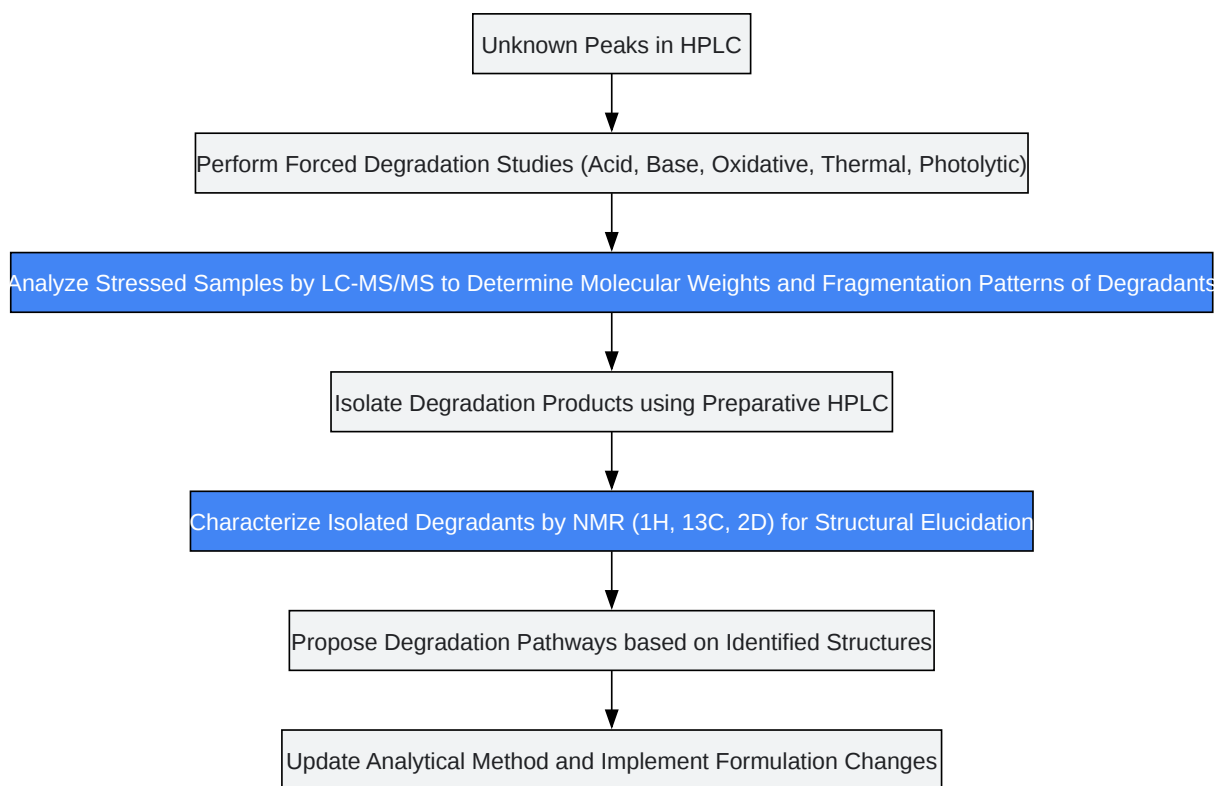 Unknown Peaks in HPLC
Perform Forced Degradation Studies (Acid, Base, Oxidative, Thermal, Photolytic)
Analyze Stressed Samples by LC-MS/MS to Determine Molecular Weights and Fragmentation Patterns of Degradants
Isolate Degradation Products using Preparative HPLC
Characterize Isolated Degradants by NMR (1H, 13C, 2D) for Structural Elucidation
Propose Degradation Pathways based on Identified Structures
Update Analytical Method and Implement Formulation Changes